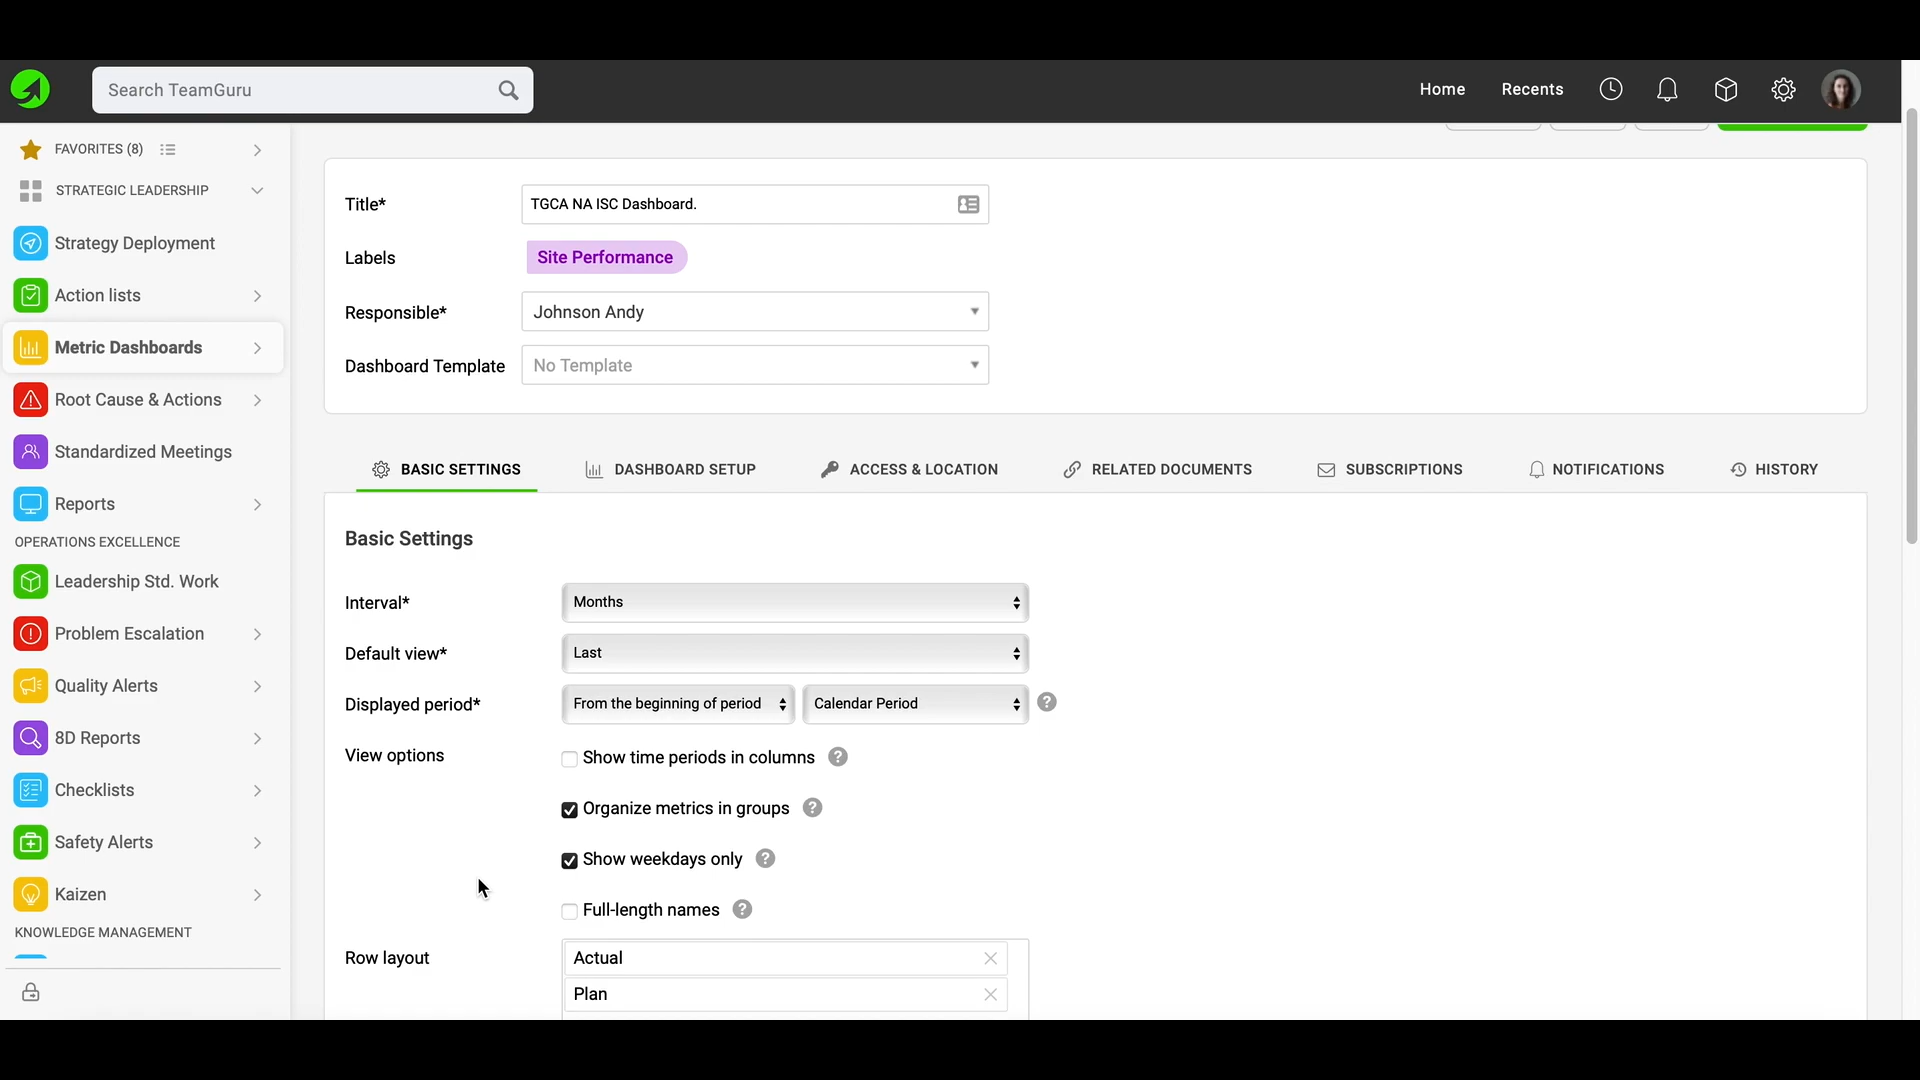 Search TeamGuru
Home
Recents
FAVORITES (8)
STRATEGIC LEADERSHIP
Strategy Deployment
Action lists
Metric Dashboards
Root Cause & Actions
Standardized Meetings
Reports
OPERATIONS EXCELLENCE
Leadership Std. Work
Problem Escalation
Quality Alerts
8D Reports
Checklists
Safety Alerts
Kaizen
KNOWLEDGE MANAGEMENT
Title* TGCA NA ISC Dashboard.
Labels Site Performance
Responsible* Johnson Andy
Dashboard Template No Template
BASIC SETTINGS DASHBOARD SETUP ACCESS & LOCATION RELATED DOCUMENTS SUBSCRIPTIONS NOTIFICATIONS HISTORY
Basic Settings
Interval* Months
Default view* Last
Displayed period* From the beginning of period Calendar Period ?
View options Show time periods in columns ?
Organize metrics in groups ?
Show weekdays only ?
Full-length names ?
Row layout Actual
Plan